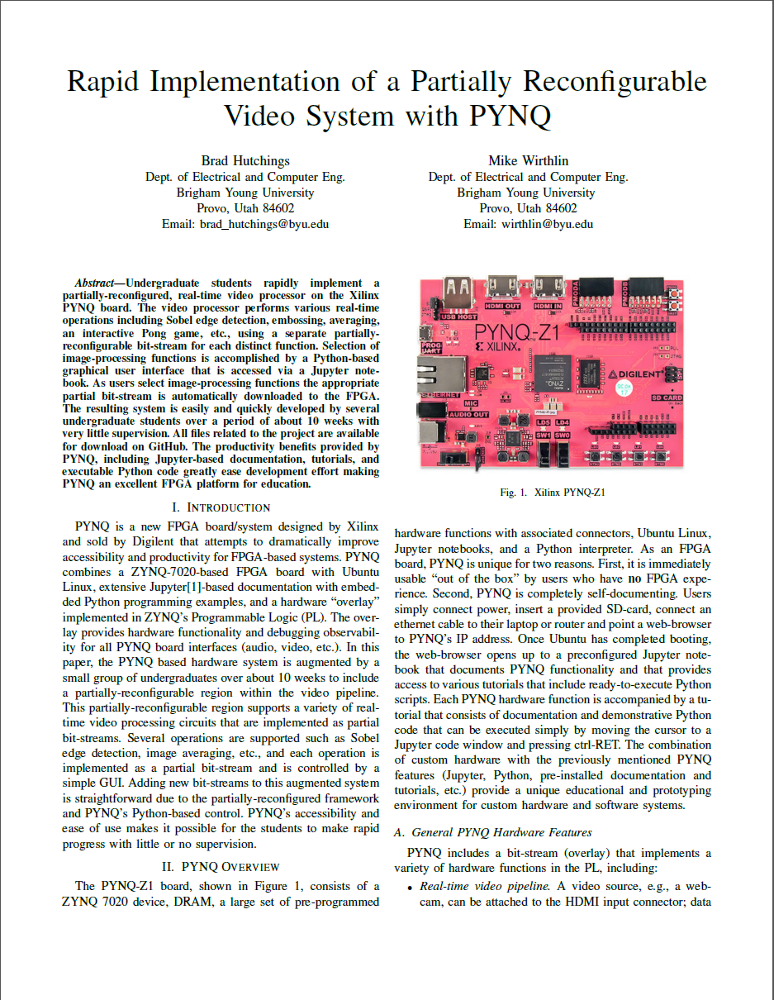 Rapid Implementation of a Partially Reconfigurable
Video System with PYNQ
Brad Hutchings
Dept. of Electrical and Computer Eng.
Brigham Young University
Provo, Utah 84602
Email: brad_hutchings@byu.edu
Mike Wirthlin
Dept. of Electrical and Computer Eng.
Brigham Young University
Provo, Utah 84602
Email: wirthlin@byu.edu
Abstract—Undergraduate students rapidly implement a
partially-reconfigured, real-time video processor on the Xilinx
PYNQ board. The video processor performs various real-time
operations including Sobel edge detection, embossing, averaging,
an interactive Pong game, etc., using a separate partially-
reconfigurable bit-stream for each distinct function. Selection of
image-processing functions is accomplished by a Python-based
graphical user interface that is accessed via a Jupyter note-
book. As users select image-processing functions the appropriate
partial bit-stream is automatically downloaded to the FPGA.
The resulting system is easily and quickly developed by several
undergraduate students over a period of about 10 weeks with
very little supervision. All files related to the project are available
for download on GitHub. The productivity benefits provided by
PYNQ, including Jupyter-based documentation, tutorials, and
executable Python code greatly ease development effort making
PYNQ an excellent FPGA platform for education.
I. INTRODUCTION
PYNQ is a new FPGA board/system designed by Xilinx
and sold by Digilent that attempts to dramatically improve
accessibility and productivity for FPGA-based systems. PYNQ
combines a ZYNQ-7020-based FPGA board with Ubuntu
Linux, extensive Jupyter[1]-based documentation with embed-
ded Python programming examples, and a hardware “overlay”
implemented in ZYNQ’s Programmable Logic (PL). The over-
lay provides hardware functionality and debugging observabil-
ity for all PYNQ board interfaces (audio, video, etc.). In this
paper, the PYNQ based hardware system is augmented by a
small group of undergraduates over about 10 weeks to include
a partially-reconfigurable region within the video pipeline.
This partially-reconfigurable region supports a variety of real-
time video processing circuits that are implemented as partial
bit-streams. Several operations are supported such as Sobel
edge detection, image averaging, etc., and each operation is
implemented as a partial bit-stream and is controlled by a
simple GUI. Adding new bit-streams to this augmented system
is straightforward due to the partially-reconfigured framework
and PYNQ’s Python-based control. PYNQ’s accessibility and
ease of use makes it possible for the students to make rapid
progress with little or no supervision.
II. PYNQ OVERVIEW
The PYNQ-Z1 board, shown in Figure 1, consists of a
ZYNQ 7020 device, DRAM, a large set of pre-programmed
USB HOST
HDMI OUT
HDMI IN
PMODA
PMODB
PYNQ-Z1
XILINX
PROG
UART
ETHERNET
MIC
AUDIO OUT
ZYNQ
DIGILENT
SD CARD
PLL
JTAG
LD5
LD4
SW1
SW0
Fig. 1. Xilinx PYNQ-Z1
hardware functions with associated connectors, Ubuntu Linux,
Jupyter notebooks, and a Python interpreter. As an FPGA
board, PYNQ is unique for two reasons. First, it is immediately
usable “out of the box” by users who have no FPGA expe-
rience. Second, PYNQ is completely self-documenting. Users
simply connect power, insert a provided SD-card, connect an
ethernet cable to their laptop or router and point a web-browser
to PYNQ’s IP address. Once Ubuntu has completed booting,
the web-browser opens up to a preconfigured Jupyter note-
book that documents PYNQ functionality and that provides
access to various tutorials that include ready-to-execute Python
scripts. Each PYNQ hardware function is accompanied by a tu-
torial that consists of documentation and demonstrative Python
code that can be executed simply by moving the cursor to a
Jupyter code window and pressing ctrl-RET. The combination
of custom hardware with the previously mentioned PYNQ
features (Jupyter, Python, pre-installed documentation and
tutorials, etc.) provide a unique educational and prototyping
environment for custom hardware and software systems.
A. General PYNQ Hardware Features
PYNQ includes a bit-stream (overlay) that implements a
variety of hardware functions in the PL, including:
• Real-time video pipeline. A video source, e.g., a web-
cam, can be attached to the HDMI input connector; data